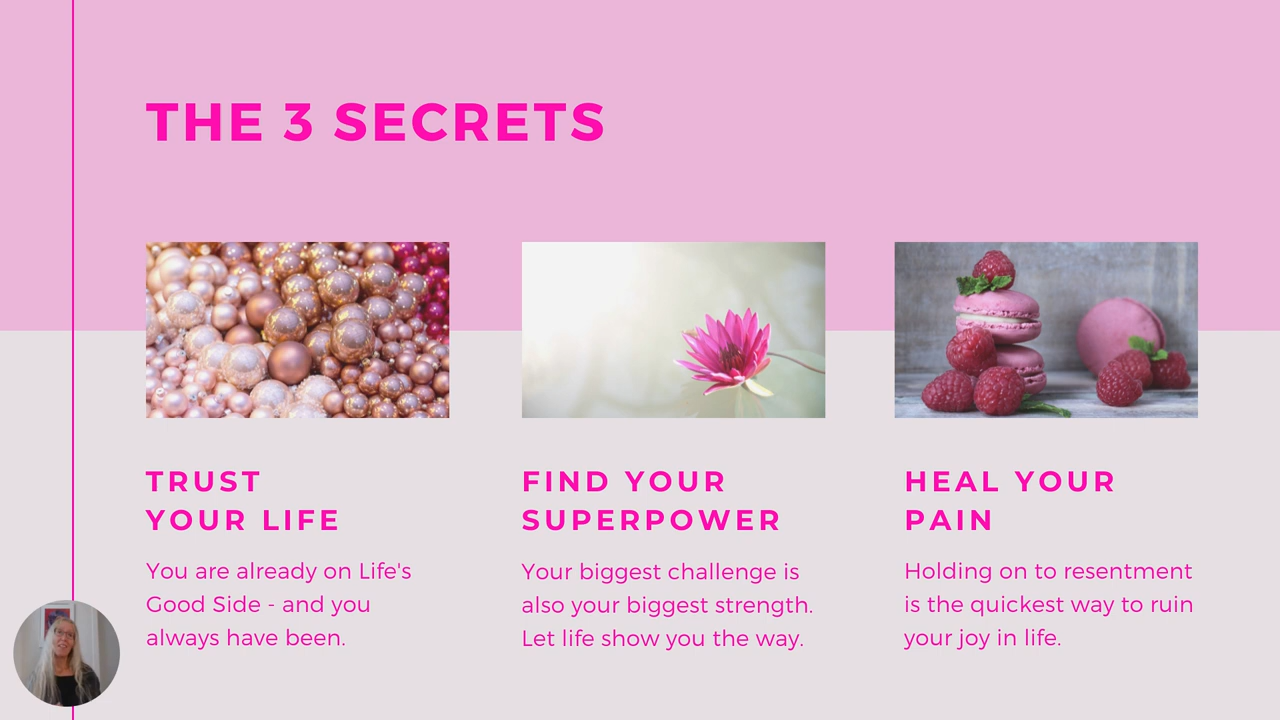 THE 3 SECRETS
TRUST
YOUR LIFE
You are already on Life's
Good Side - and you
always have been.
FIND YOUR
SUPERPOWER
Your biggest challenge is
also your biggest strength.
Let life show you the way.
HEAL YOUR
PAIN
Holding on to resentment
is the quickest way to ruin
your joy in life.